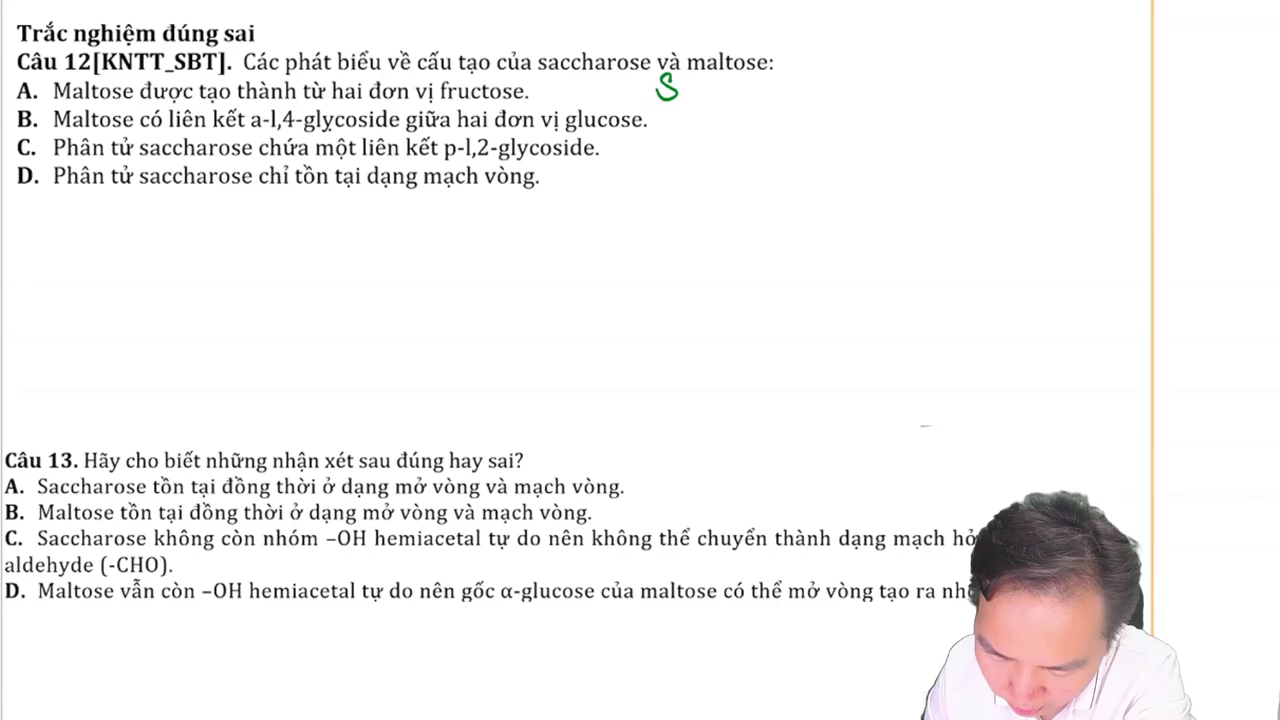 Trắc nghiệm đúng sai
Câu 12[KNTT_SBT]. Các phát biểu về cấu tạo của saccharose và maltose:
A. Maltose được tạo thành từ hai đơn vị fructose. S
B. Maltose có liên kết a-l,4-glycoside giữa hai đơn vị glucose.
C. Phân tử saccharose chứa một liên kết p-l,2-glycoside.
D. Phân tử saccharose chỉ tồn tại dạng mạch vòng.
Câu 13. Hãy cho biết những nhận xét sau đúng hay sai?
A. Saccharose tồn tại đồng thời ở dạng mở vòng và mạch vòng.
B. Maltose tồn tại đồng thời ở dạng mở vòng và mạch vòng.
C. Saccharose không còn nhóm –OH hemiacetal tự do nên không thể chuyển thành dạng mạch hở
aldehyde (-CHO).
D. Maltose vẫn còn –OH hemiacetal tự do nên gốc α-glucose của maltose có thể mở vòng tạo ra